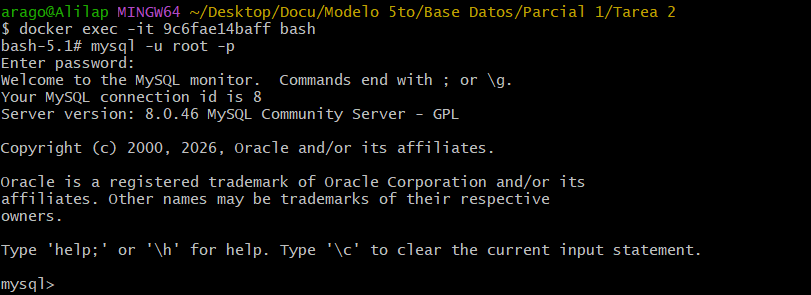 arago@Alilap MINGW64 ~/Desktop/Docu/Modelo 5to/Base Datos/Parcial 1/Tarea 2
$ docker exec -it 9c6fae14baff bash
bash-5.1# mysql -u root -p
Enter password:
Welcome to the MySQL monitor.  Commands end with ; or \g.
Your MySQL connection id is 8
Server version: 8.0.46 MySQL Community Server - GPL
Copyright (c) 2000, 2026, Oracle and/or its affiliates.
Oracle is a registered trademark of Oracle Corporation and/or its
affiliates. Other names may be trademarks of their respective
owners.
Type 'help;' or '\h' for help. Type '\c' to clear the current input statement.
mysql>